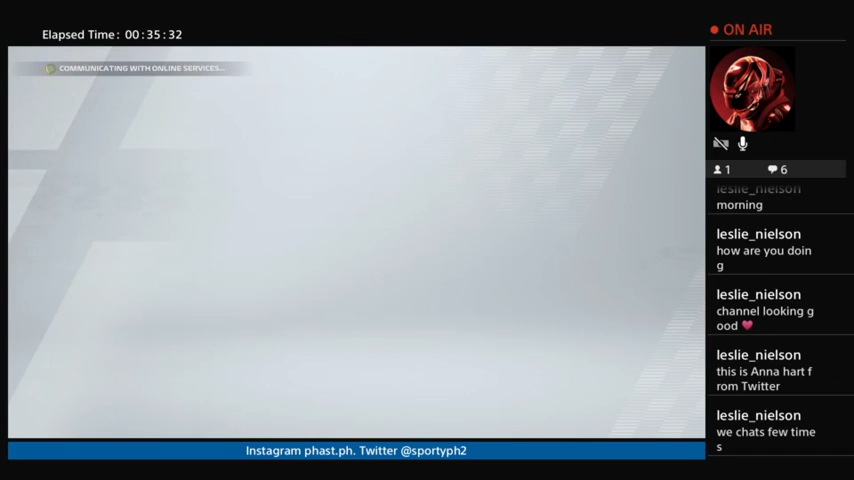 Elapsed Time: 00:35:32
ON AIR
COMMUNICATING WITH ONLINE SERVICES...
1 6
leslie_nielson
morning
leslie_nielson
how are you doin
g
leslie_nielson
channel looking g
ood ❤
leslie_nielson
this is Anna hart f
rom Twitter
leslie_nielson
we chats few time
s
Instagram phast.ph. Twitter @sportyph2